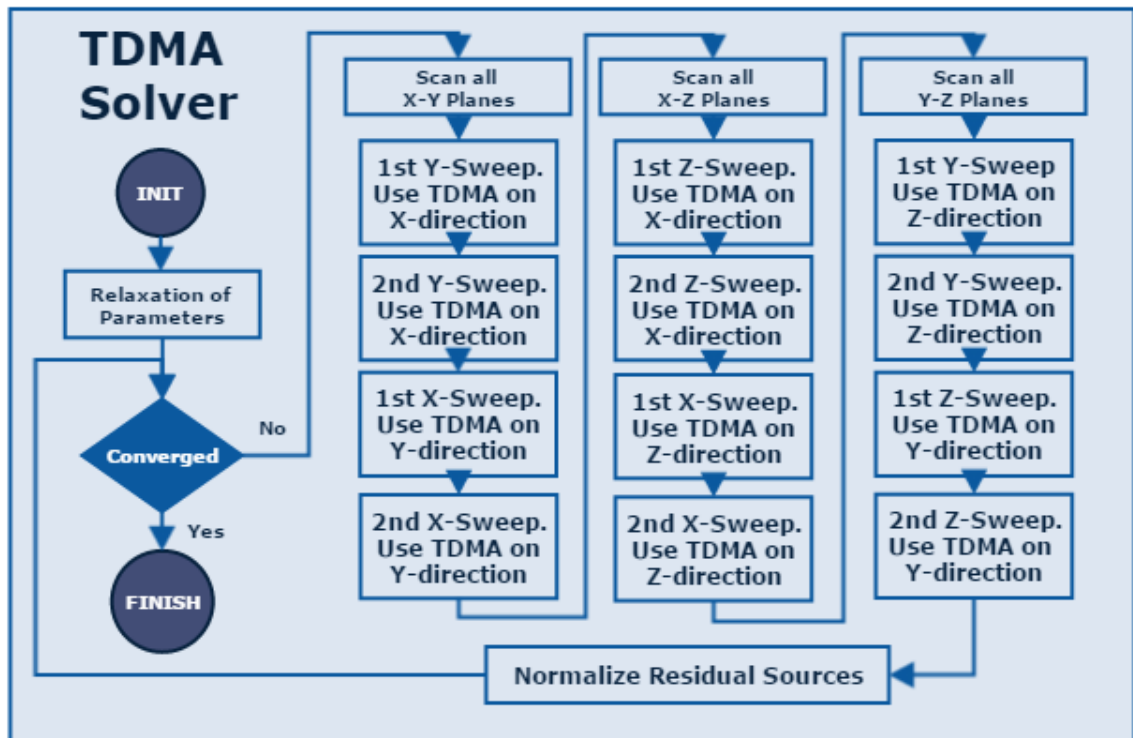 TDMA
Solver
INIT
Relaxation of
Parameters
Converged
No
Yes
FINISH
Scan all
X-Y Planes
1st Y-Sweep.
Use TDMA on
X-direction
2nd Y-Sweep.
Use TDMA on
X-direction
1st X-Sweep.
Use TDMA on
Y-direction
2nd X-Sweep.
Use TDMA on
Y-direction
Scan all
X-Z Planes
1st Z-Sweep.
Use TDMA on
X-direction
2nd Z-Sweep.
Use TDMA on
X-direction
1st X-Sweep.
Use TDMA on
Z-direction
2nd X-Sweep.
Use TDMA on
Z-direction
Scan all
Y-Z Planes
1st Y-Sweep
Use TDMA on
Z-direction
2nd Y-Sweep.
Use TDMA on
Z-direction
1st Z-Sweep.
Use TDMA on
Y-direction
2nd Z-Sweep.
Use TDMA on
Y-direction
Normalize Residual Sources